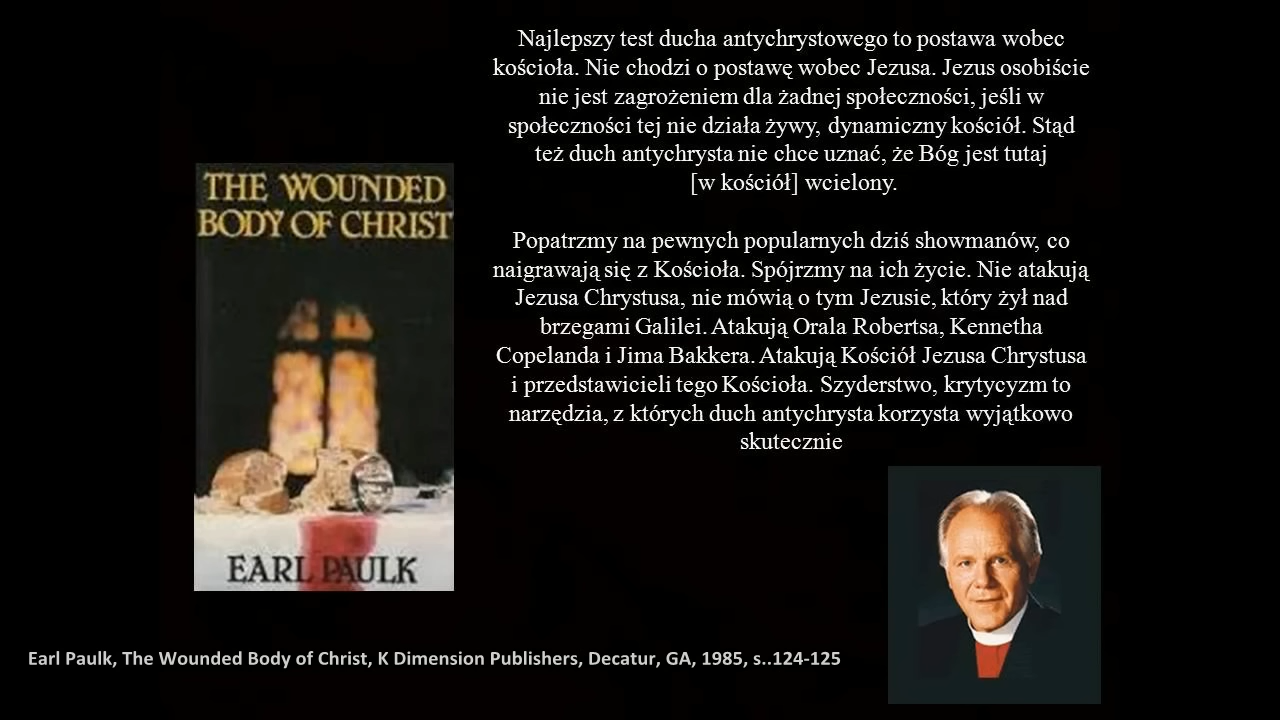 Najlepszy test ducha antychrystowego to postawa wobec
kościoła. Nie chodzi o postawę wobec Jezusa. Jezus osobiście
nie jest zagrożeniem dla żadnej społeczności, jeśli w
społeczności tej nie działa żywy, dynamiczny kościół. Stąd
też duch antychrysta nie chce uznać, że Bóg jest tutaj
[w kościół] wcielony.
Popatrzmy na pewnych popularnych dziś showmanów, co
naigrawają się z Kościoła. Spójrzmy na ich życie. Nie atakują
Jezusa Chrystusa, nie mówią o tym Jezusie, który żył nad
brzegami Galilei. Atakują Orala Robertsa, Kennetha
Copelanda i Jima Bakkera. Atakują Kościół Jezusa Chrystusa
i przedstawicieli tego Kościoła. Szyderstwo, krytycyzm to
narzędzia, z których duch antychrysta korzysta wyjątkowo
skutecznie
THE WOUNDED
BODY OF CHRIST
EARL PAULK
Earl Paulk, The Wounded Body of Christ, K Dimension Publishers, Decatur, GA, 1985, s..124-125